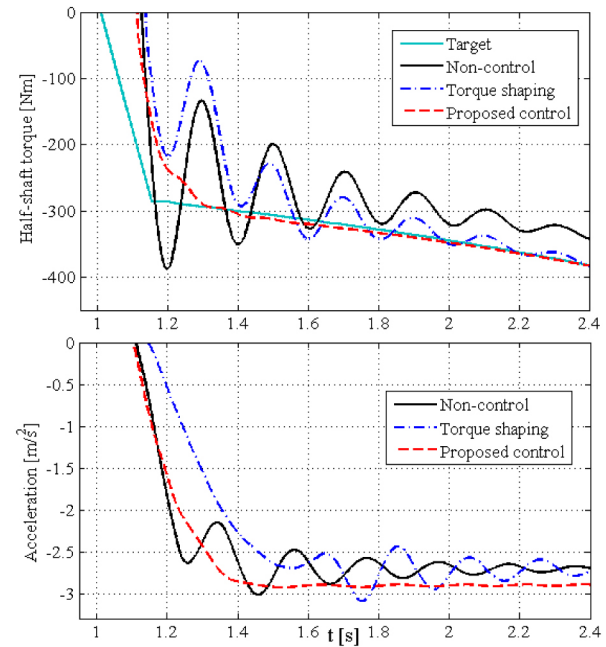 0
-100
-200
-300
-400
Half-shaft torque [Nm]
Target
Non-control
Torque shaping
Proposed control
1 1.2 1.4 1.6 1.8 2 2.2 2.4
0
-0.5
-1
-1.5
-2
-2.5
-3
Acceleration [m/s²]
Non-control
Torque shaping
Proposed control
1 1.2 1.4 1.6 1.8 2 2.2 2.4
t [s]